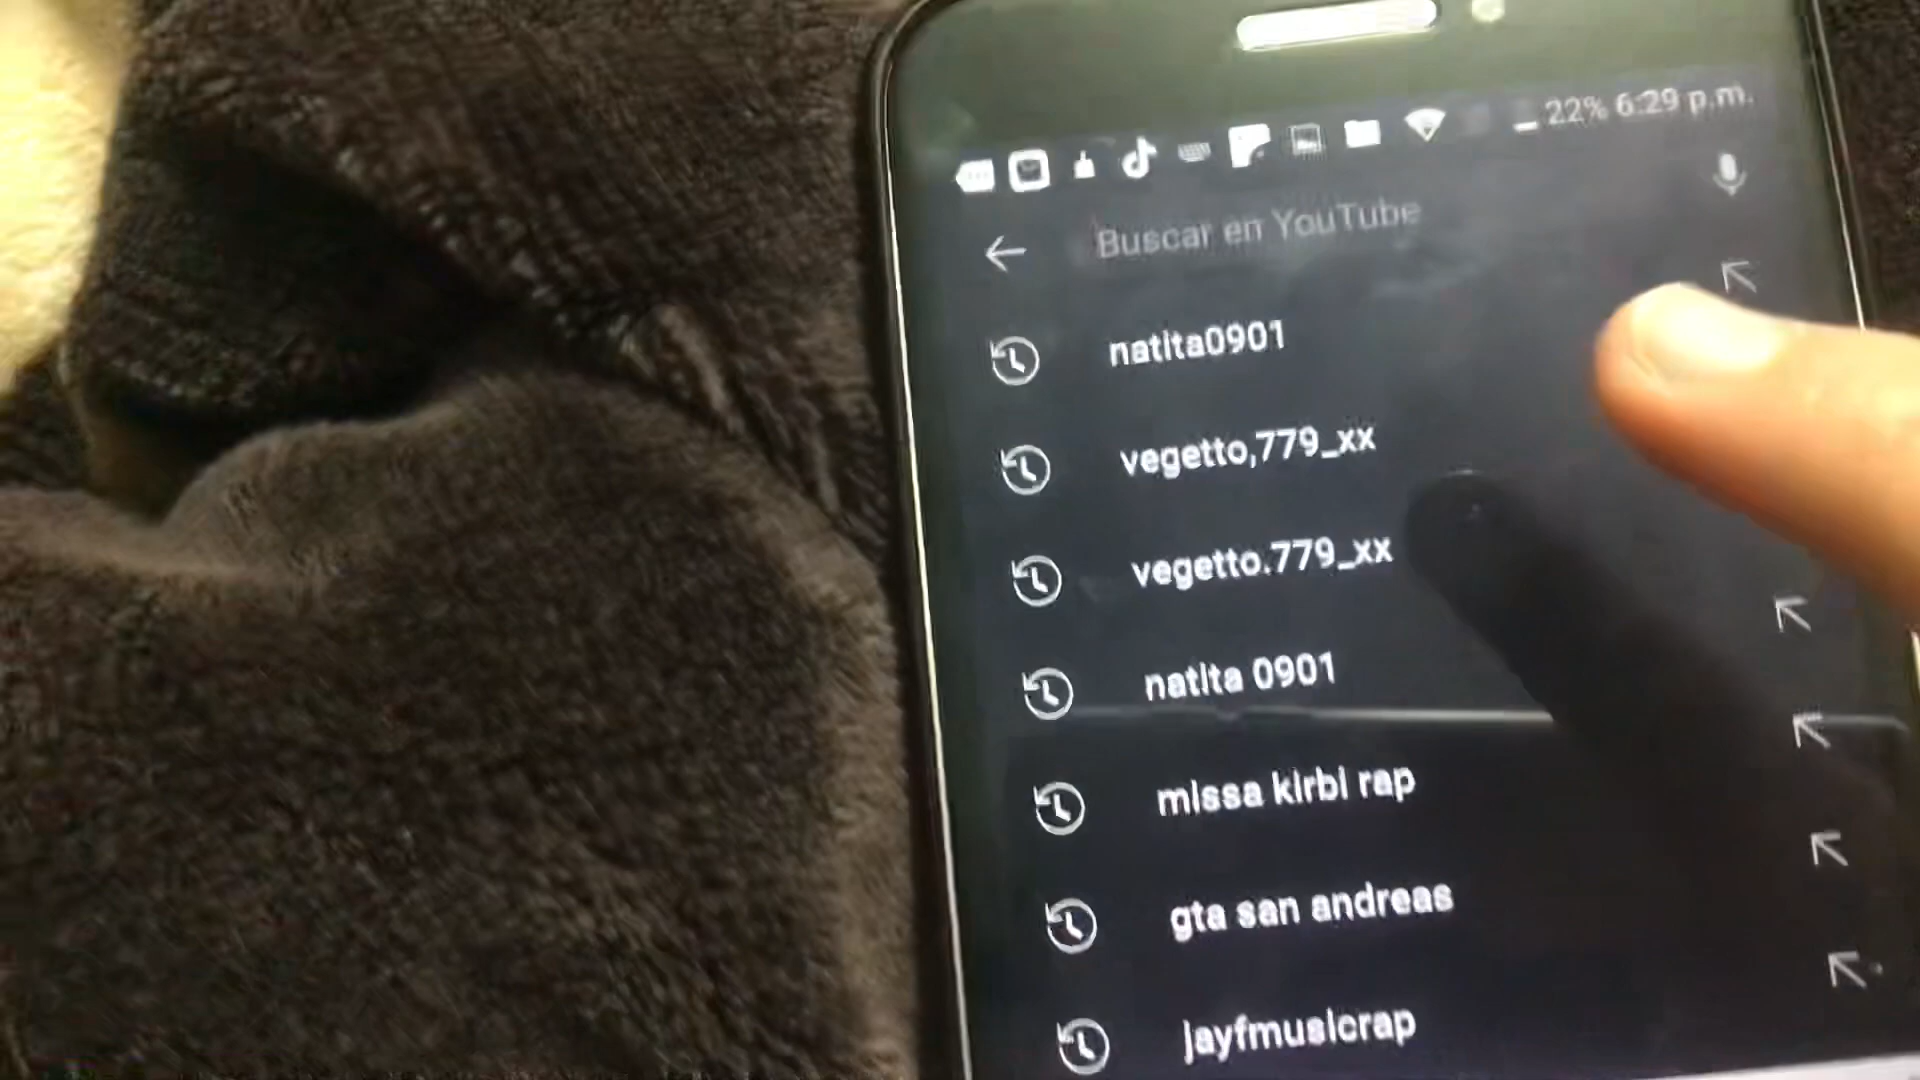 22% 6:29 p.m.
Buscar en YouTube
natita0901
vegetto,779_xx
vegetto.779_xx
natita 0901
missa kirbi rap
gta san andreas
jayfmusicrap